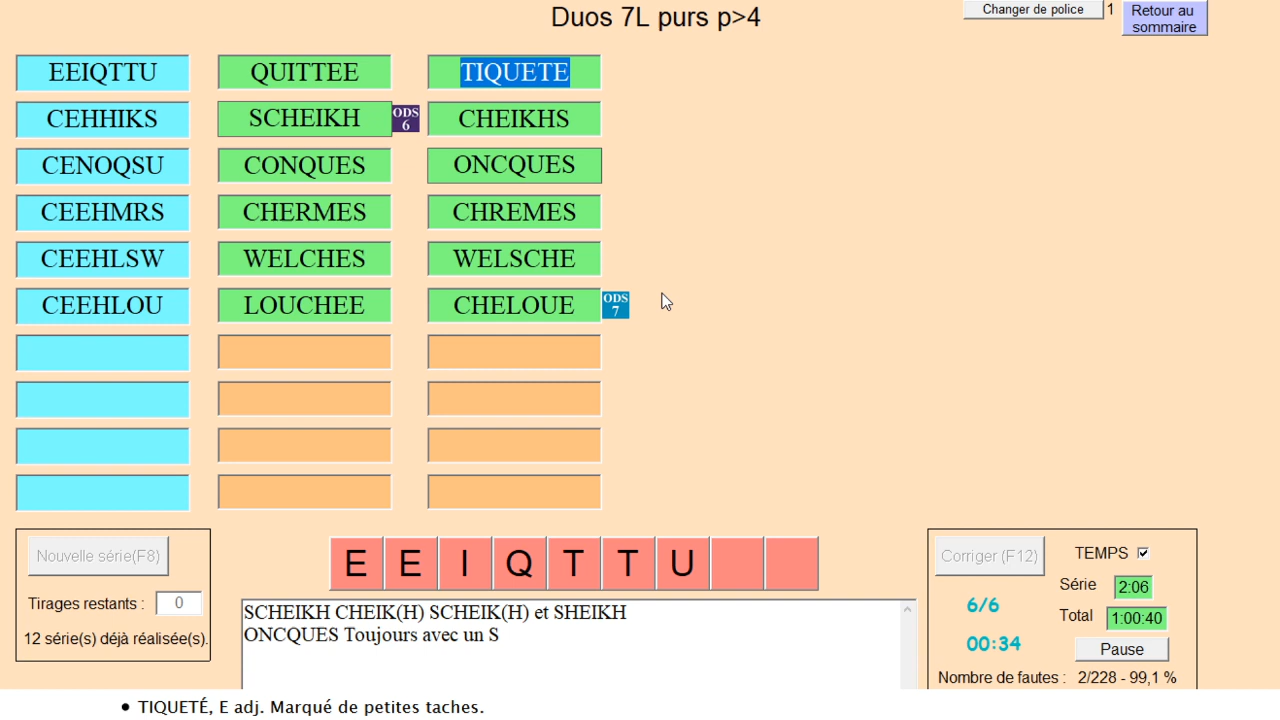 Duos 7L purs p>4
Changer de police
1
Retour au
sommaire
EEIQTTU QUITTEE TIQUETE
CEHHIKS SCHEIKH ODS 6 CHEIKHS
CENOQSU CONQUES ONCQUES
CEEHMRS CHERMES CHREMES
CEEHLSW WELCHES WELSCHE
CEEHLOU LOUCHEE CHELOUE ODS 7
Nouvelle série(F8)
Tirages restants : 0
12 série(s) déjà réalisée(s).
E E I Q T T U
SCHEIKH CHEIK(H) SCHEIK(H) et SHEIKH
ONCQUES Toujours avec un S
Corriger (F12)
TEMPS
Série 2:06
6/6
Total 1:00:40
00:34
Pause
Nombre de fautes : 2/228 - 99,1 %
• TIQUETÉ, E adj. Marqué de petites taches.